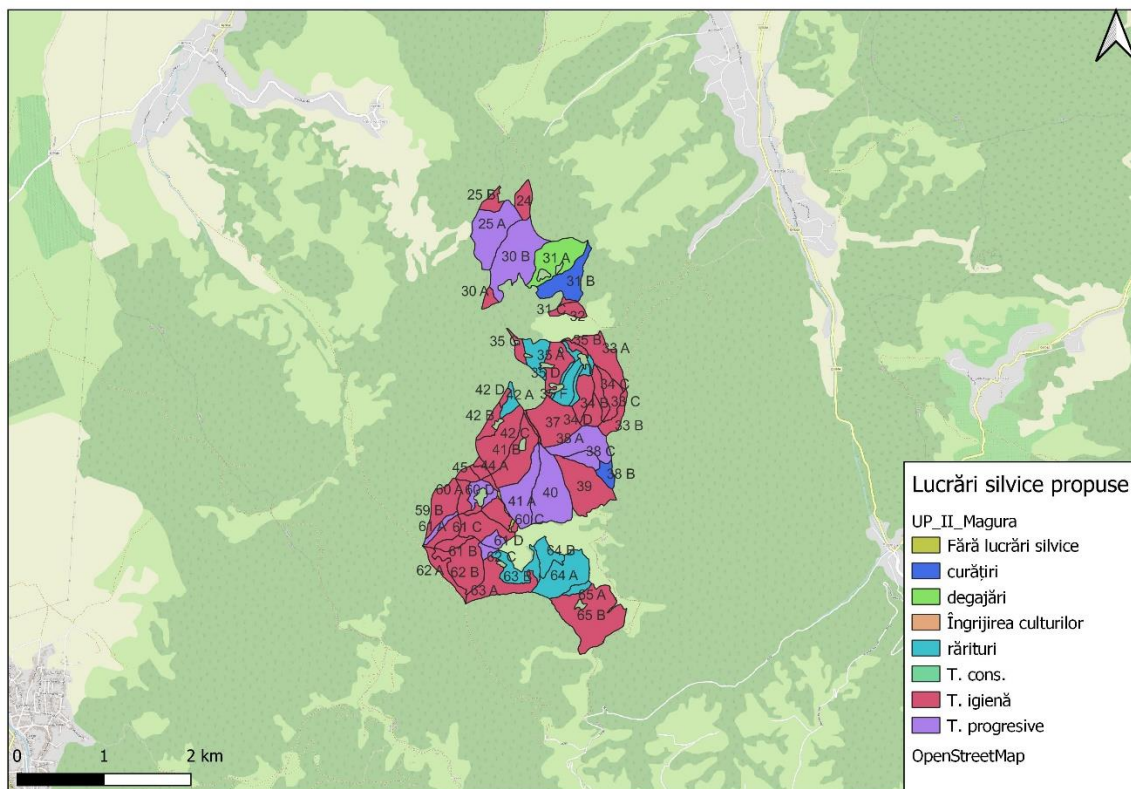 25 B
24
25 A
30 B
31 A
31 B
30 A
31 C
32
35 C
35 B
33 A
35 A
35 D
34 C
42 D
42 A
34 B
33 C
42 B
37
34 D
33 B
42 C
38 A
41 B
38 C
45
44 A
38 B
60 A
60 D
40
39
59 B
41 A
61 A
61 C
60 C
61 D
61 B
62 C
64 B
62 A
62 B
63 B
64 A
63 A
65 A
65 B
Lucrări silvice propuse
UP_II_Magura
Fără lucrări silvice
curățiri
degajări
Îngrijirea culturilor
rărituri
T. cons.
T. igienă
T. progresive
OpenStreetMap
0 1 2 km